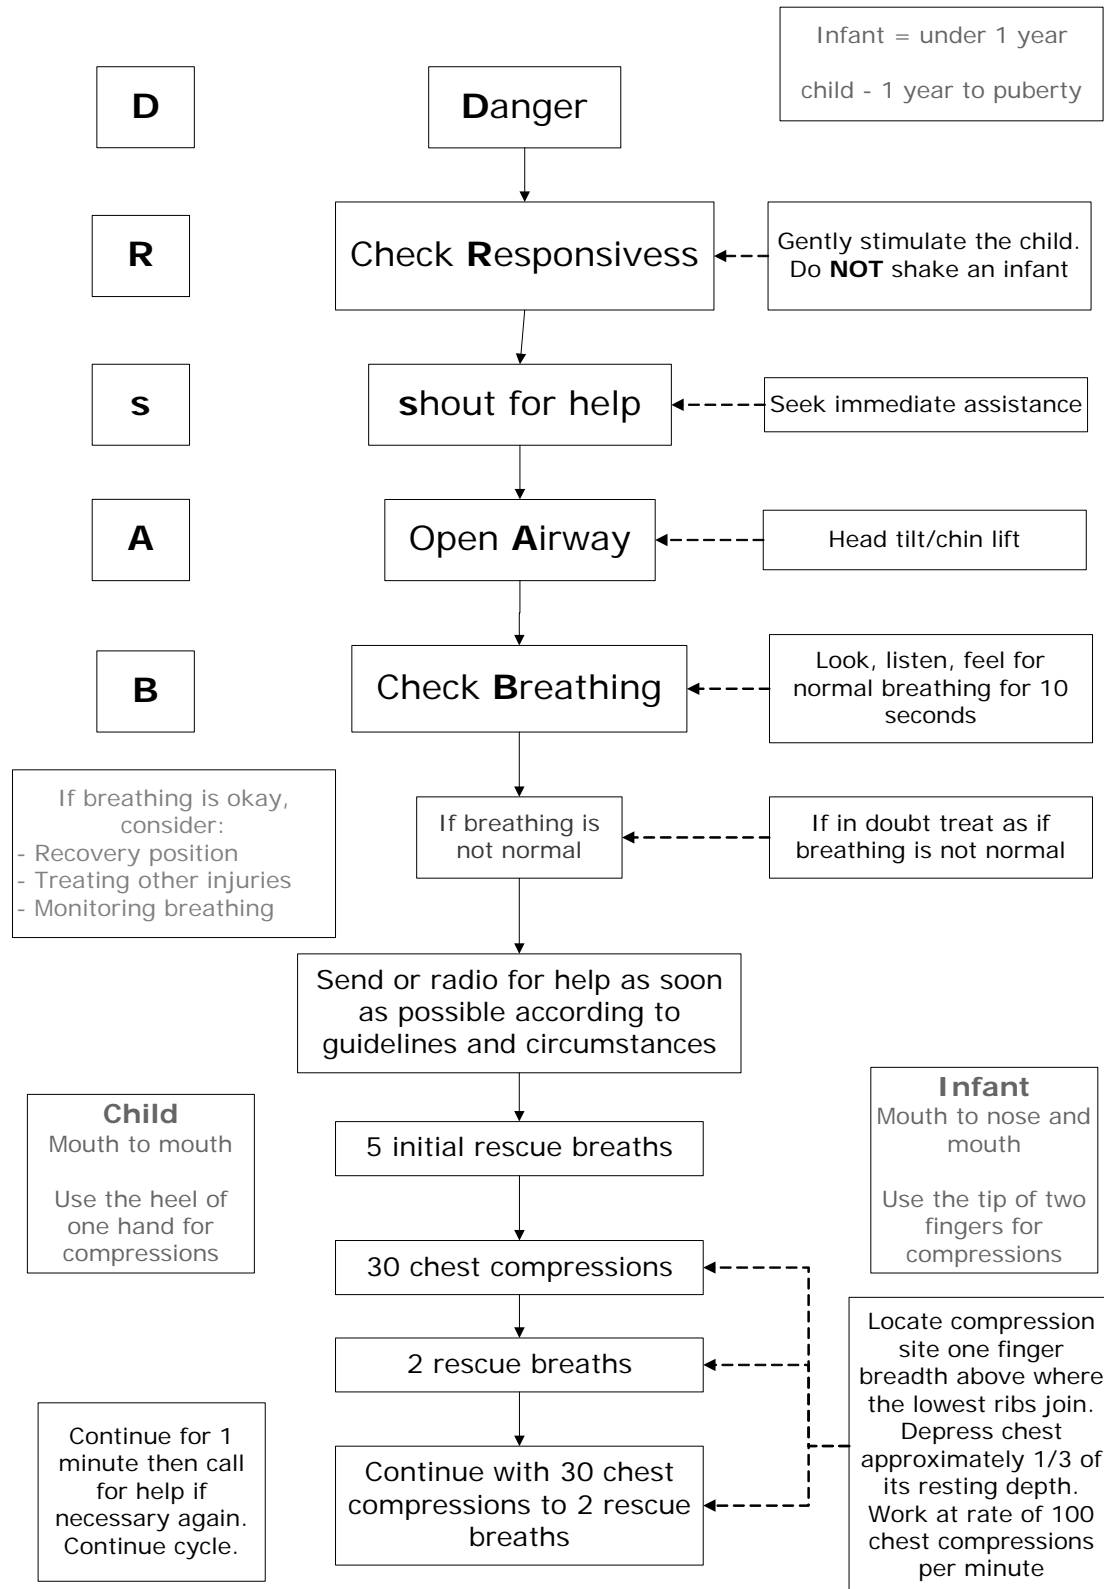 Infant = under 1 year
child - 1 year to puberty
D
Danger
R
Check Responsivess
Gently stimulate the child.
Do NOT shake an infant
s
shout for help
Seek immediate assistance
A
Open Airway
Head tilt/chin lift
B
Check Breathing
Look, listen, feel for
normal breathing for 10
seconds
If breathing is okay,
consider:
- Recovery position
- Treating other injuries
- Monitoring breathing
If breathing is
not normal
If in doubt treat as if
breathing is not normal
Send or radio for help as soon
as possible according to
guidelines and circumstances
Child
Mouth to mouth
Use the heel of
one hand for
compressions
5 initial rescue breaths
Infant
Mouth to nose and
mouth
Use the tip of two
fingers for
compressions
30 chest compressions
2 rescue breaths
Locate compression
site one finger
breadth above where
the lowest ribs join.
Depress chest
approximately 1/3 of
its resting depth.
Work at rate of 100
chest compressions
per minute
Continue for 1
minute then call
for help if
necessary again.
Continue cycle.
Continue with 30 chest
compressions to 2 rescue
breaths